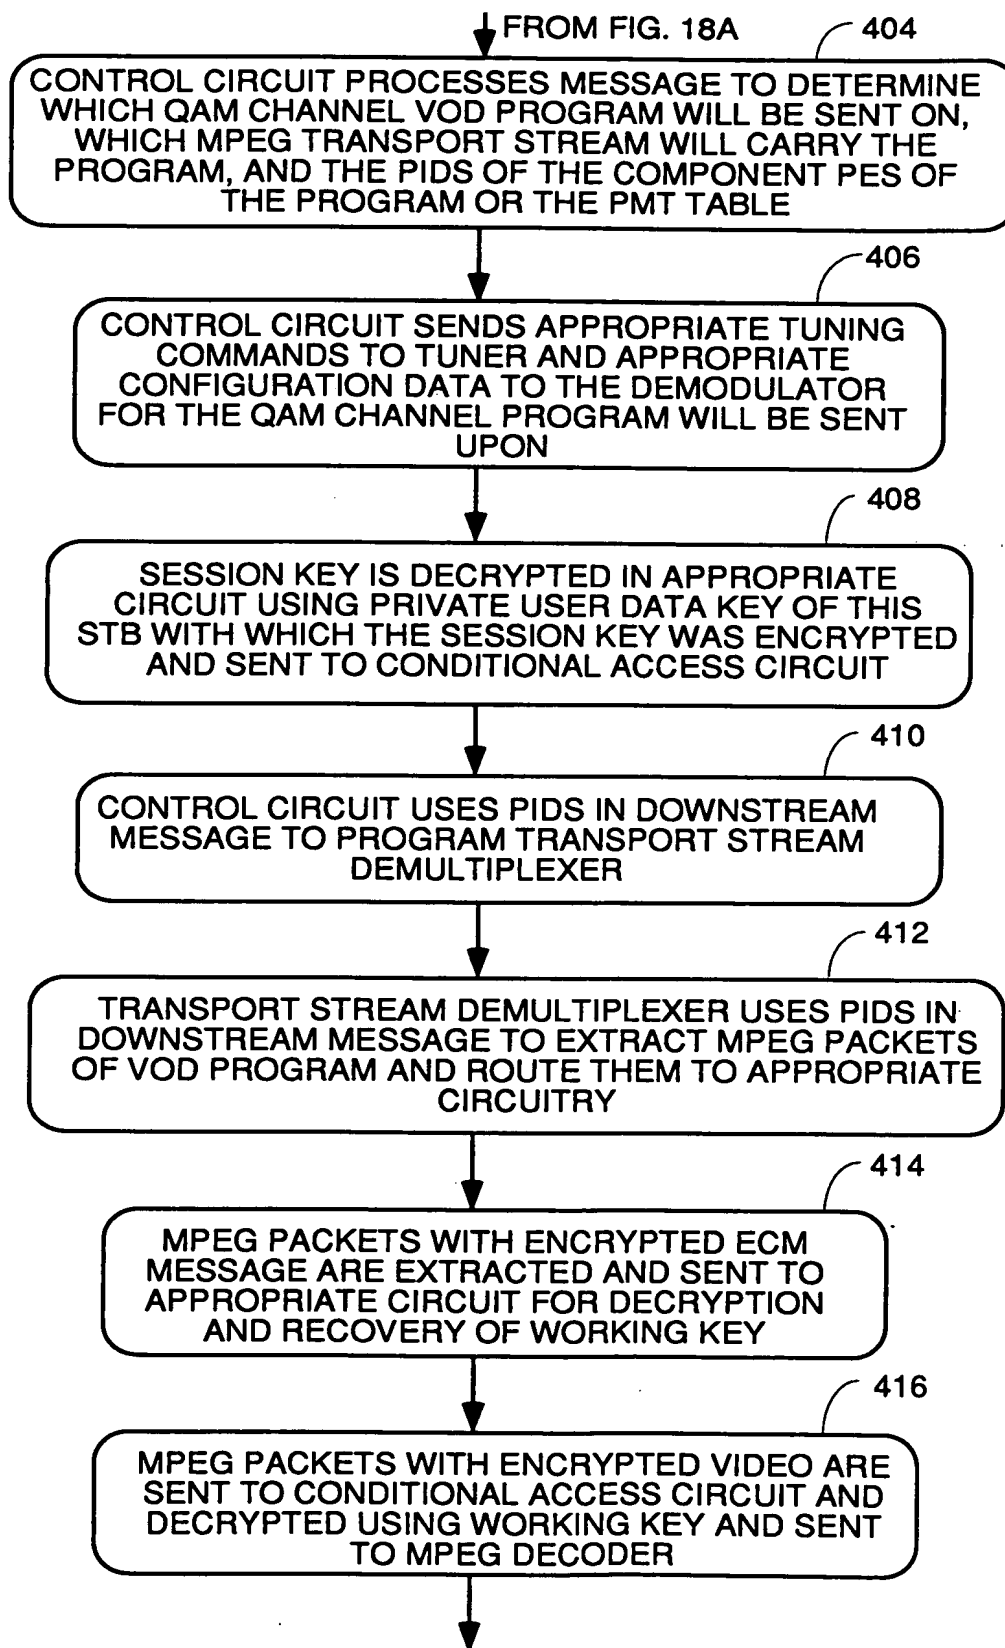 FROM FIG. 18A
404
CONTROL CIRCUIT PROCESSES MESSAGE TO DETERMINE
WHICH QAM CHANNEL VOD PROGRAM WILL BE SENT ON,
WHICH MPEG TRANSPORT STREAM WILL CARRY THE
PROGRAM, AND THE PIDS OF THE COMPONENT PES OF
THE PROGRAM OR THE PMT TABLE
406
CONTROL CIRCUIT SENDS APPROPRIATE TUNING
COMMANDS TO TUNER AND APPROPRIATE
CONFIGURATION DATA TO THE DEMODULATOR
FOR THE QAM CHANNEL PROGRAM WILL BE SENT
UPON
408
SESSION KEY IS DECRYPTED IN APPROPRIATE
CIRCUIT USING PRIVATE USER DATA KEY OF THIS
STB WITH WHICH THE SESSION KEY WAS ENCRYPTED
AND SENT TO CONDITIONAL ACCESS CIRCUIT
410
CONTROL CIRCUIT USES PIDS IN DOWNSTREAM
MESSAGE TO PROGRAM TRANSPORT STREAM
DEMULTIPLEXER
412
TRANSPORT STREAM DEMULTIPLEXER USES PIDS IN
DOWNSTREAM MESSAGE TO EXTRACT MPEG PACKETS
OF VOD PROGRAM AND ROUTE THEM TO APPROPRIATE
CIRCUITRY
414
MPEG PACKETS WITH ENCRYPTED ECM
MESSAGE ARE EXTRACTED AND SENT TO
APPROPRIATE CIRCUIT FOR DECRYPTION
AND RECOVERY OF WORKING KEY
416
MPEG PACKETS WITH ENCRYPTED VIDEO ARE
SENT TO CONDITIONAL ACCESS CIRCUIT AND
DECRYPTED USING WORKING KEY AND SENT
TO MPEG DECODER